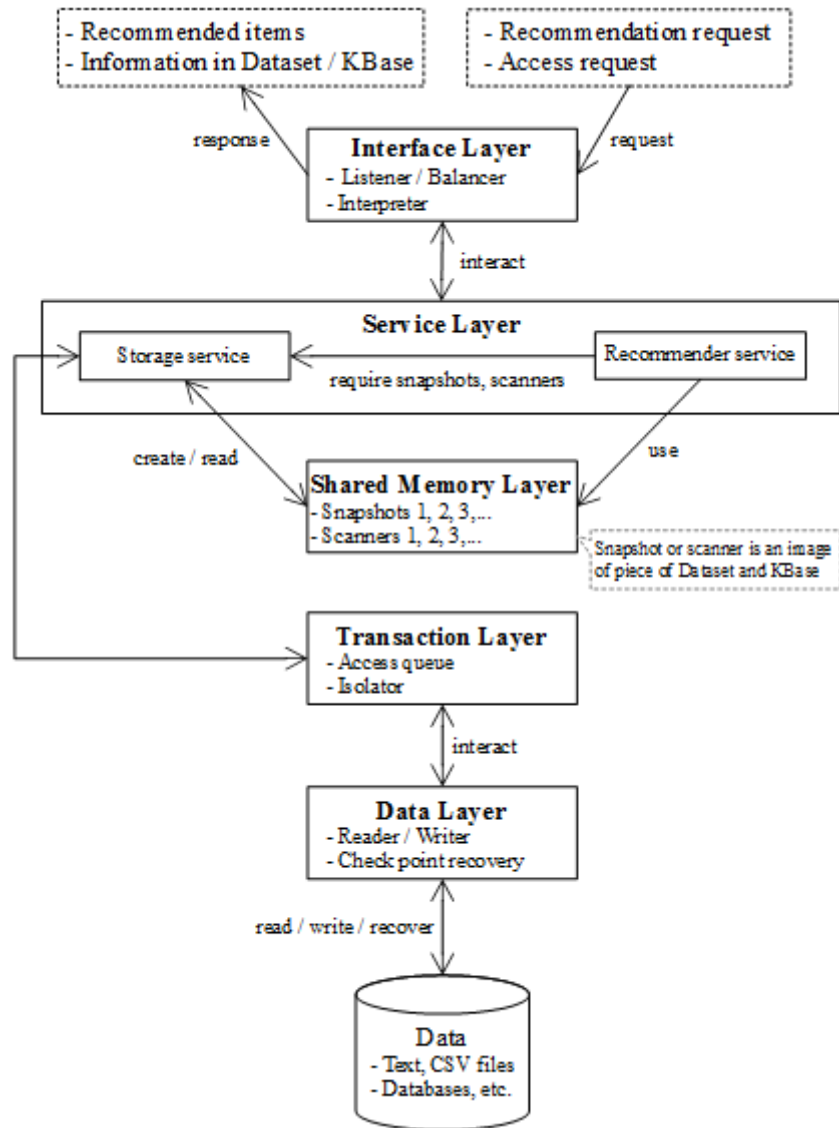 - Recommended items
- Information in Dataset / KBase
- Recommendation request
- Access request
response
request
Interface Layer
- Listener / Balancer
- Interpreter
interact
Service Layer
Storage service
Recommender service
require snapshots, scanners
create / read
use
Shared Memory Layer
- Snapshots 1, 2, 3,...
- Scanners 1, 2, 3,...
Snapshot or scanner is an image
of piece of Dataset and KBase
Transaction Layer
- Access queue
- Isolator
interact
Data Layer
- Reader / Writer
- Check point recovery
read / write / recover
Data
- Text, CSV files
- Databases, etc.